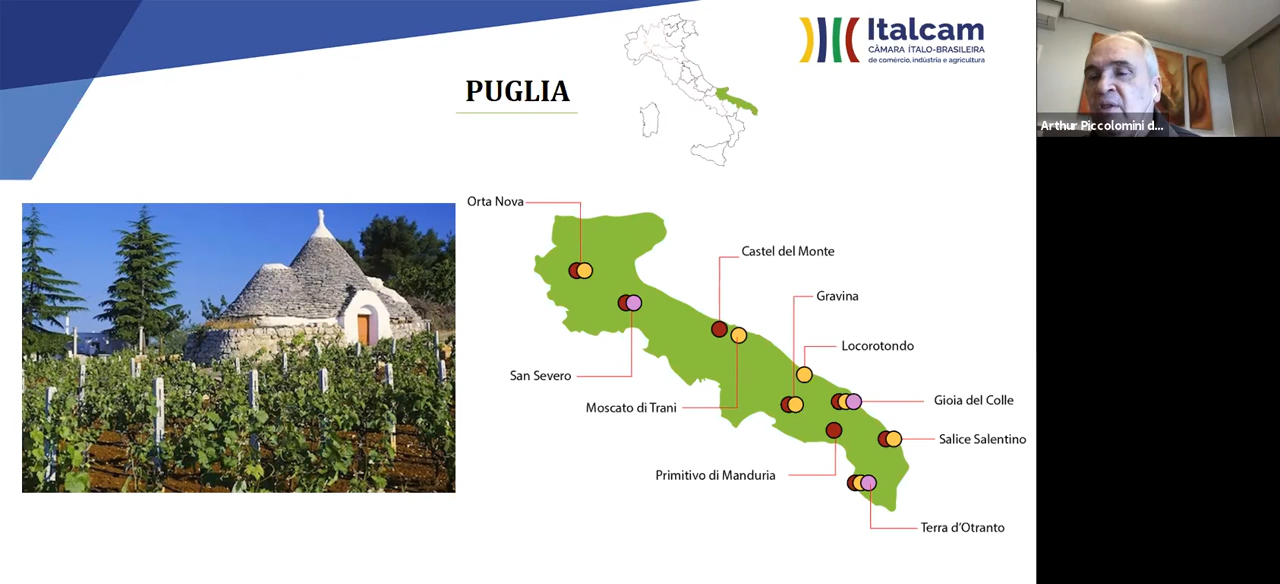 PUGLIA
Italcam
CÂMARA ÍTALO-BRASILEIRA
de comércio, indústria e agricultura
Arthur Piccolomini d...
Orta Nova
Castel del Monte
Gravina
Locorotondo
San Severo
Moscato di Trani
Gioia del Colle
Salice Salentino
Primitivo di Manduria
Terra d'Otranto